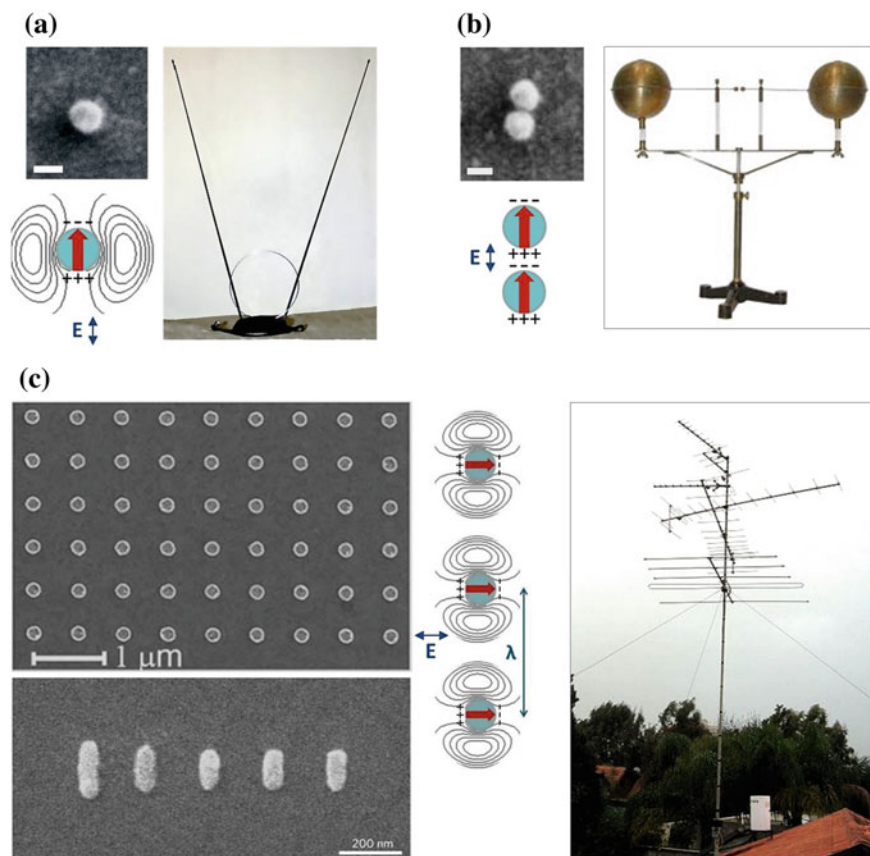 (a)
- - -
+++
E
(b)
- - - -
+++
E
- - - -
+++
(c)
1 μm
E
λ
200 nm